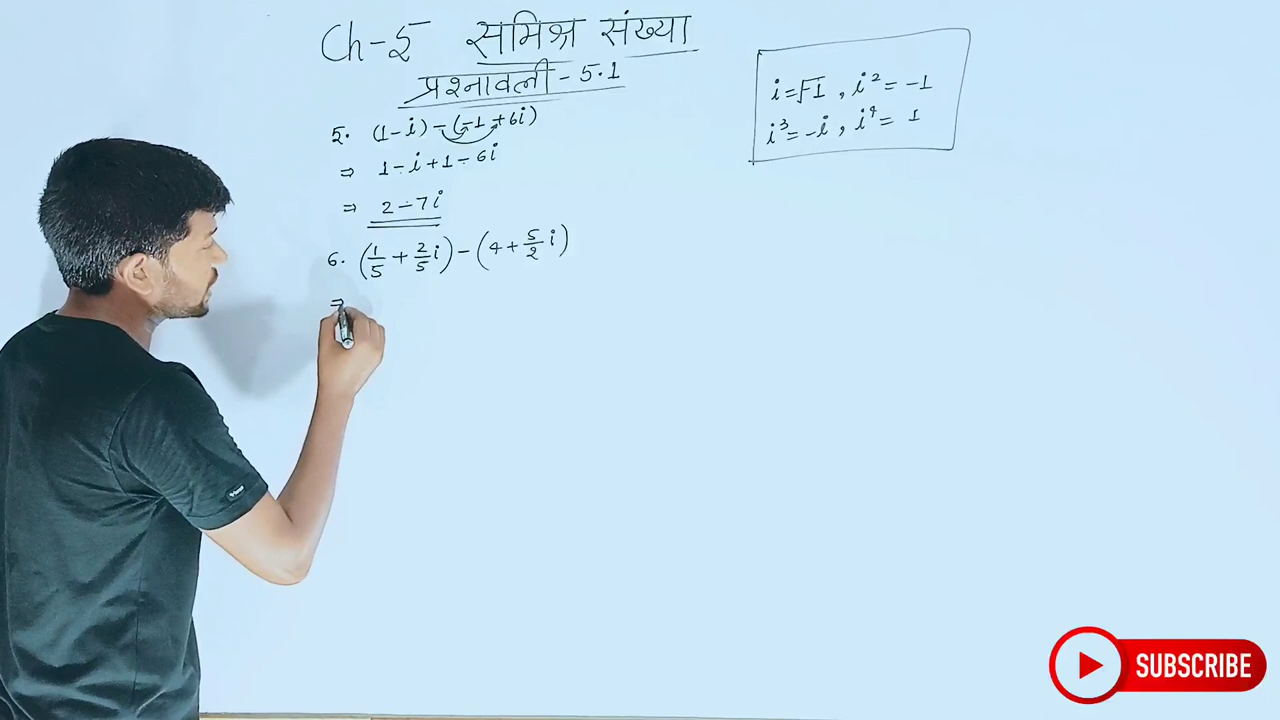 Ch-5 समिश्र संख्या
प्रश्नावली - 5.1
i=√-1 , i² = -1
i³= -i , i⁴ = 1
5. (1-i) - (-1+6i)
⇒ 1-i+1-6i
⇒ 2-7i
6. (1/5 + 2/5 i) - (4 + 5/2 i)
⇒
SUBSCRIBE